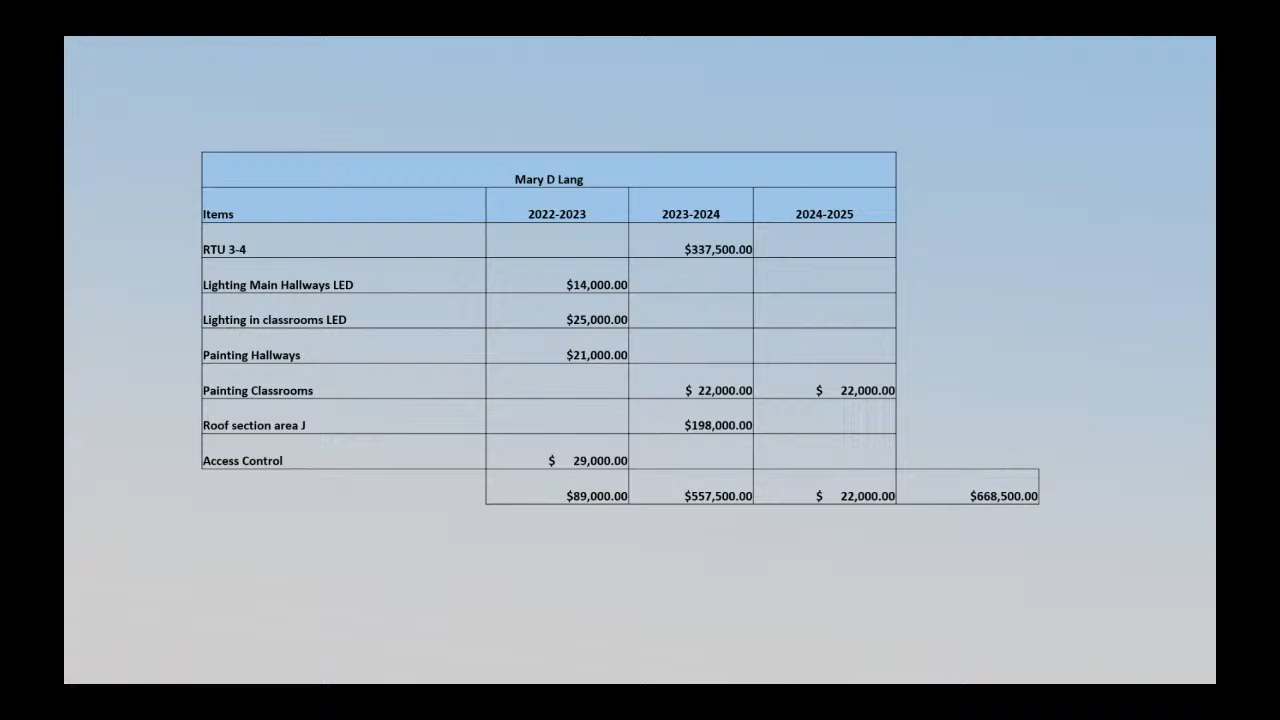 Mary D Lang
Items 2022-2023 2023-2024 2024-2025
RTU 3-4 $337,500.00
Lighting Main Hallways LED $14,000.00
Lighting in classrooms LED $25,000.00
Painting Hallways $21,000.00
Painting Classrooms $ 22,000.00 $ 22,000.00
Roof section area J $198,000.00
Access Control $ 29,000.00
$89,000.00 $557,500.00 $ 22,000.00 $668,500.00